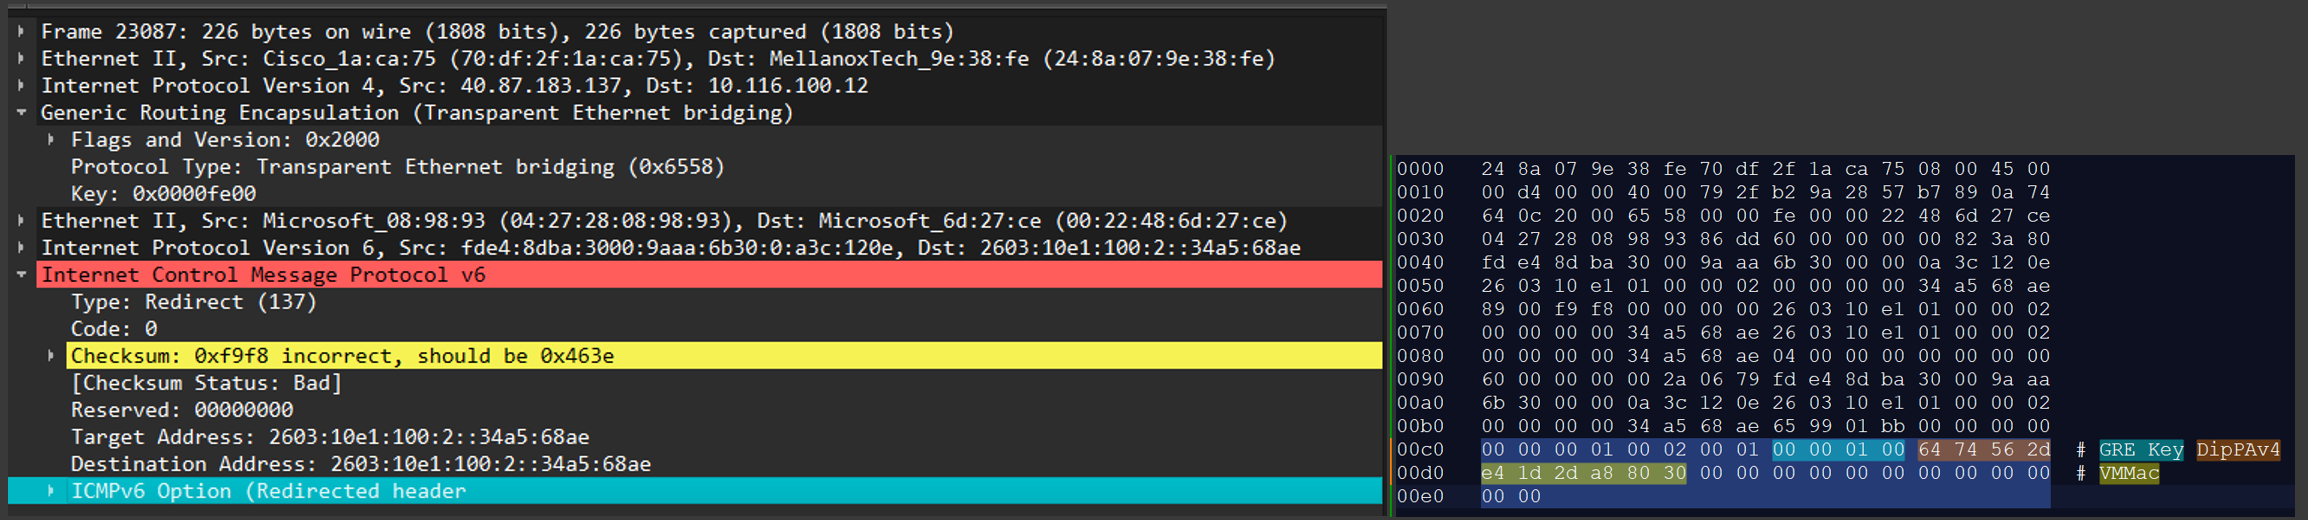 Frame 23087: 226 bytes on wire (1808 bits), 226 bytes captured (1808 bits)
Ethernet II, Src: Cisco_1a:ca:75 (70:df:2f:1a:ca:75), Dst: MellanoxTech_9e:38:fe (24:8a:07:9e:38:fe)
Internet Protocol Version 4, Src: 40.87.183.137, Dst: 10.116.100.12
Generic Routing Encapsulation (Transparent Ethernet bridging)
Flags and Version: 0x2000
Protocol Type: Transparent Ethernet bridging (0x6558)
Key: 0x0000fe00
Ethernet II, Src: Microsoft_08:98:93 (04:27:28:08:98:93), Dst: Microsoft_6d:27:ce (00:22:48:6d:27:ce)
Internet Protocol Version 6, Src: fde4:8dba:3000:9aaa:6b30:0:a3c:120e, Dst: 2603:10e1:100:2::34a5:68ae
Internet Control Message Protocol v6
Type: Redirect (137)
Code: 0
Checksum: 0xf9f8 incorrect, should be 0x463e
[Checksum Status: Bad]
Reserved: 00000000
Target Address: 2603:10e1:100:2::34a5:68ae
Destination Address: 2603:10e1:100:2::34a5:68ae
ICMPv6 Option (Redirected header
0000 24 8a 07 9e 38 fe 70 df 2f 1a ca 75 08 00 45 00
0010 00 d4 00 00 40 00 79 2f b2 9a 28 57 b7 89 0a 74
0020 64 0c 20 00 65 58 00 00 fe 00 00 22 48 6d 27 ce
0030 04 27 28 08 98 93 86 dd 60 00 00 00 00 82 3a 80
0040 fd e4 8d ba 30 00 9a aa 6b 30 00 00 0a 3c 12 0e
0050 26 03 10 e1 01 00 00 02 00 00 00 00 34 a5 68 ae
0060 89 00 f9 f8 00 00 00 00 26 03 10 e1 01 00 00 02
0070 00 00 00 00 34 a5 68 ae 26 03 10 e1 01 00 00 02
0080 00 00 00 00 34 a5 68 ae 04 00 00 00 00 00 00 00
0090 60 00 00 00 00 2a 06 79 fd e4 8d ba 30 00 9a aa
00a0 6b 30 00 00 0a 3c 12 0e 26 03 10 e1 01 00 00 02
00b0 00 00 00 00 34 a5 68 ae 65 99 01 bb 00 00 00 00
00c0 00 00 00 01 00 02 00 01 00 00 01 00 64 74 56 2d # GRE Key DipPAv4
00d0 e4 1d 2d a8 80 30 00 00 00 00 00 00 00 00 00 00 # VMMac
00e0 00 00